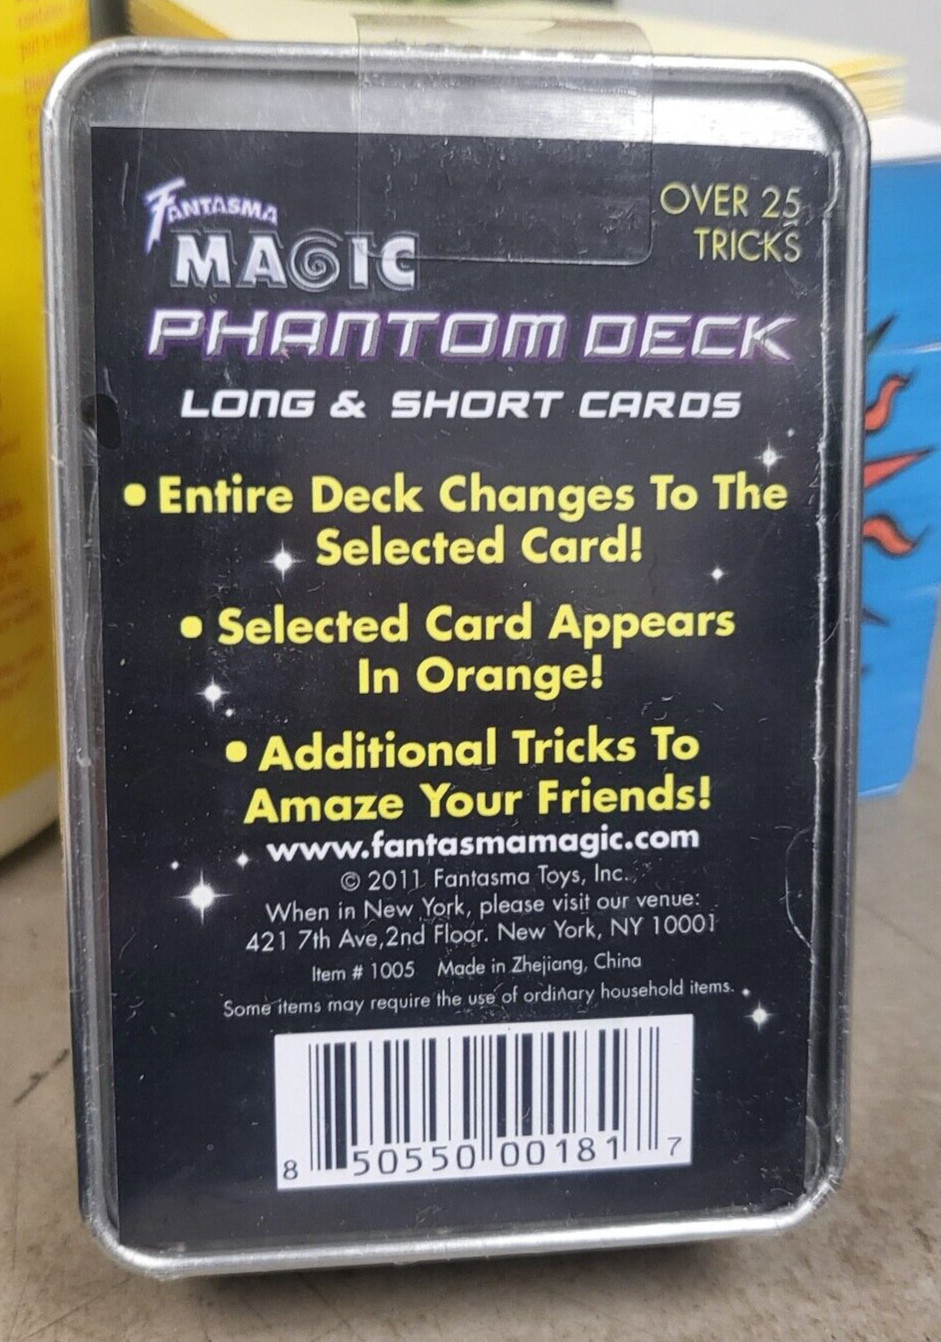 FANTASMA
MAGIC
OVER 25
TRICKS
PHANTOM DECK
LONG & SHORT CARDS
• Entire Deck Changes To The
Selected Card!
• Selected Card Appears
In Orange!
• Additional Tricks To
Amaze Your Friends!
www.fantasmamagic.com
© 2011 Fantasma Toys, Inc.
When in New York, please visit our venue:
421 7th Ave,2nd Floor. New York, NY 10001
Item # 1005 Made in Zhejiang, China
Some items may require the use of ordinary household items.
8 50550 00181 7